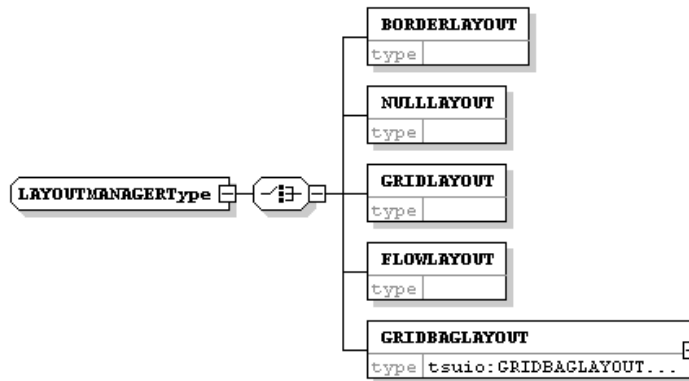 BORDERLAYOUT
type
NULLLAYOUT
type
LAYOUTMANAGERType
GRIDLAYOUT
type
FLOWLAYOUT
type
GRIDBAGLAYOUT
type tsuio:GRIDBAGLAYOUT...